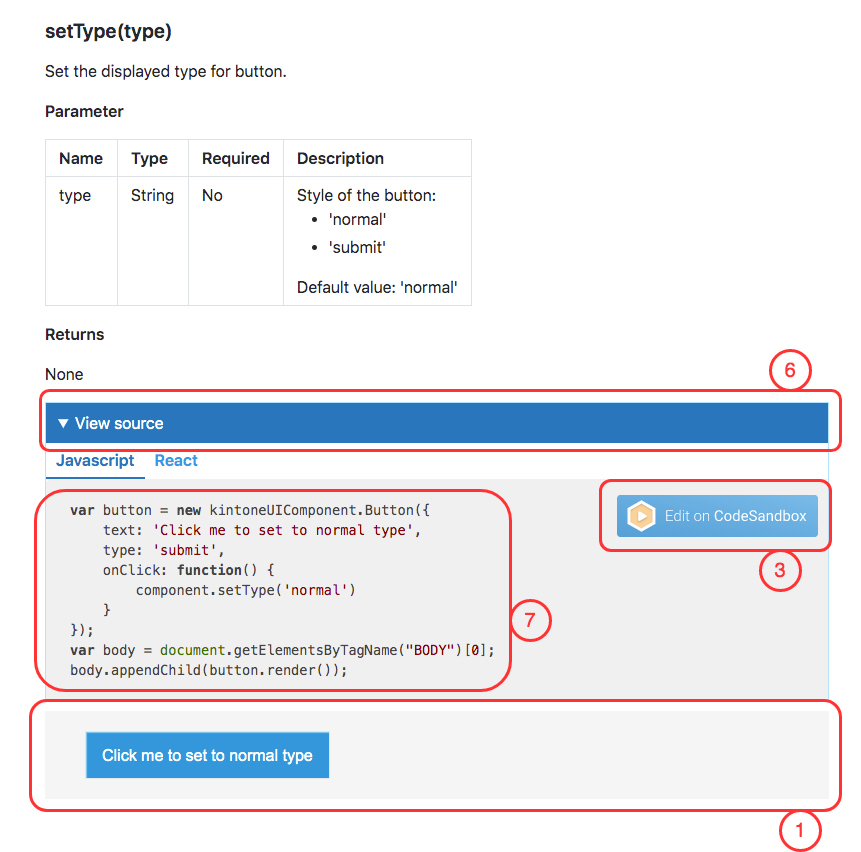 setType(type)
Set the displayed type for button.
Parameter
Name Type Required Description
type String No Style of the button:
• 'normal'
• 'submit'
Default value: 'normal'
Returns
None
6
▼ View source
Javascript React
var button = new kintoneUIComponent.Button({
    text: 'Click me to set to normal type',
    type: 'submit',
    onClick: function() {
        component.setType('normal')
    }
});
var body = document.getElementsByTagName("BODY")[0];
body.appendChild(button.render());
Edit on CodeSandbox
3
7
Click me to set to normal type
1